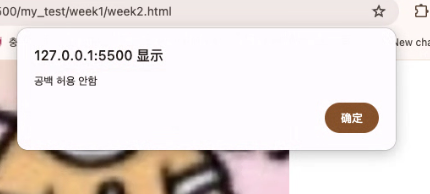 500/my_test/week1/week2.html
충
New cha
127.0.0.1:5500 显示
공백 허용 안함
确定